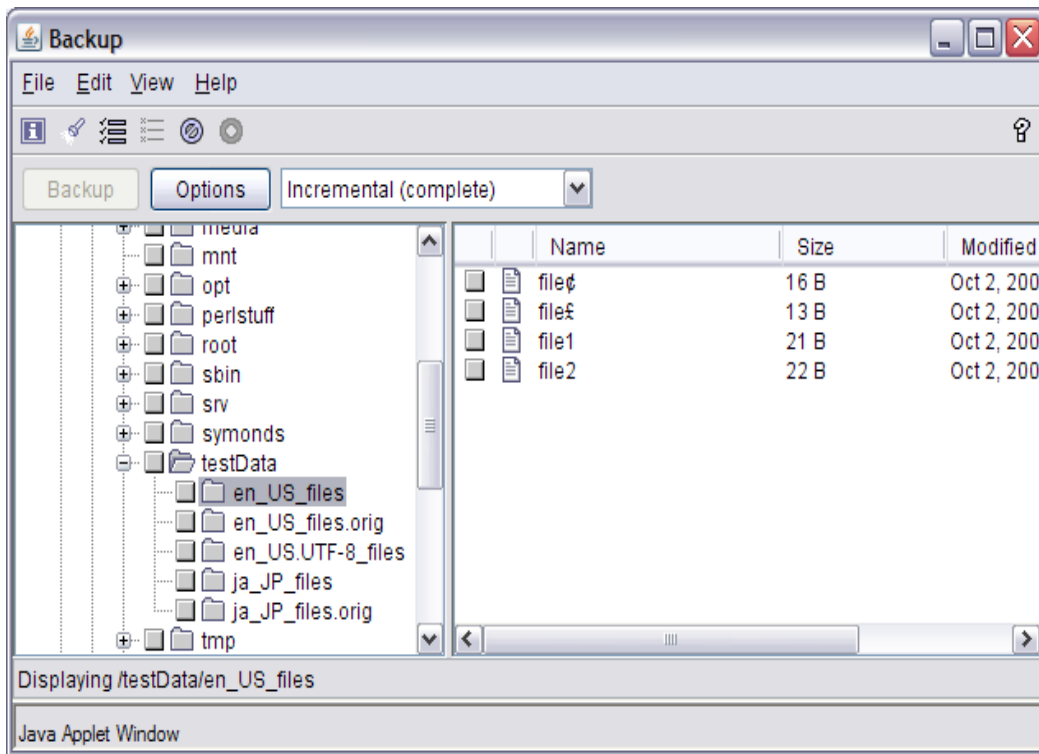 Backup
File Edit View Help
Backup Options Incremental (complete)
media
mnt
opt
perlstuff
root
sbin
srv
symonds
testData
en_US_files
en_US_files.orig
en_US.UTF-8_files
ja_JP_files
ja_JP_files.orig
tmp
Name Size Modified
file¢ 16 B Oct 2, 200
file£ 13 B Oct 2, 200
file1 21 B Oct 2, 200
file2 22 B Oct 2, 200
Displaying /testData/en_US_files
Java Applet Window